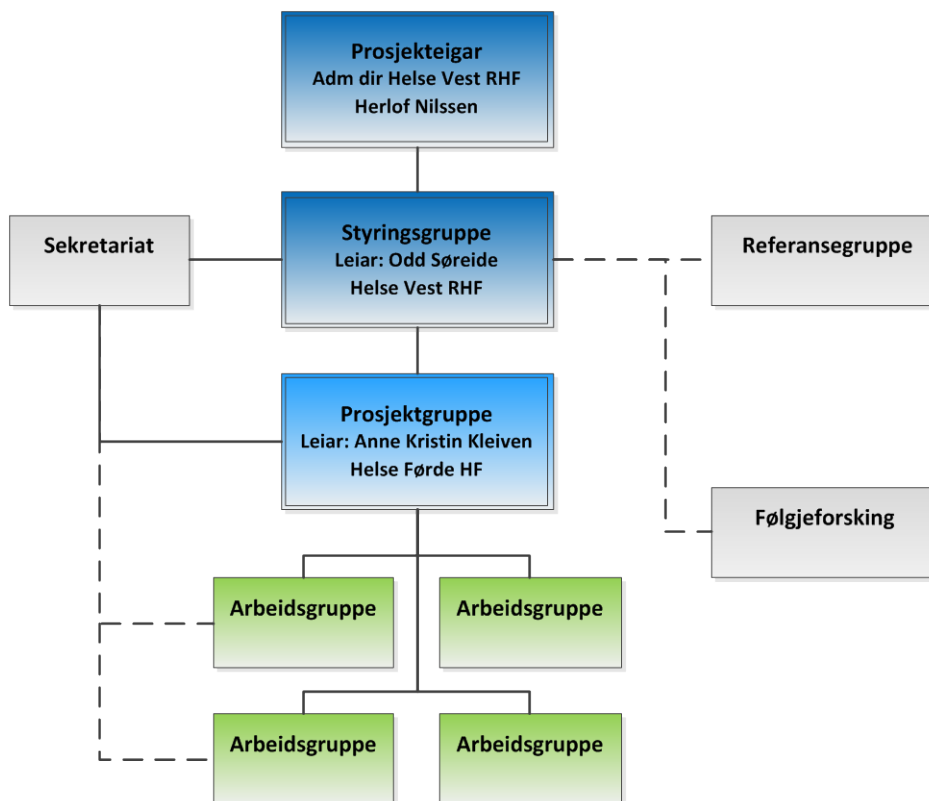 Prosjekteigar
Adm dir Helse Vest RHF
Herlof Nilssen
Sekretariat
Styringsgruppe
Leiar: Odd Søreide
Helse Vest RHF
Referansegruppe
Prosjektgruppe
Leiar: Anne Kristin Kleiven
Helse Førde HF
Følgjeforsking
Arbeidsgruppe
Arbeidsgruppe
Arbeidsgruppe
Arbeidsgruppe